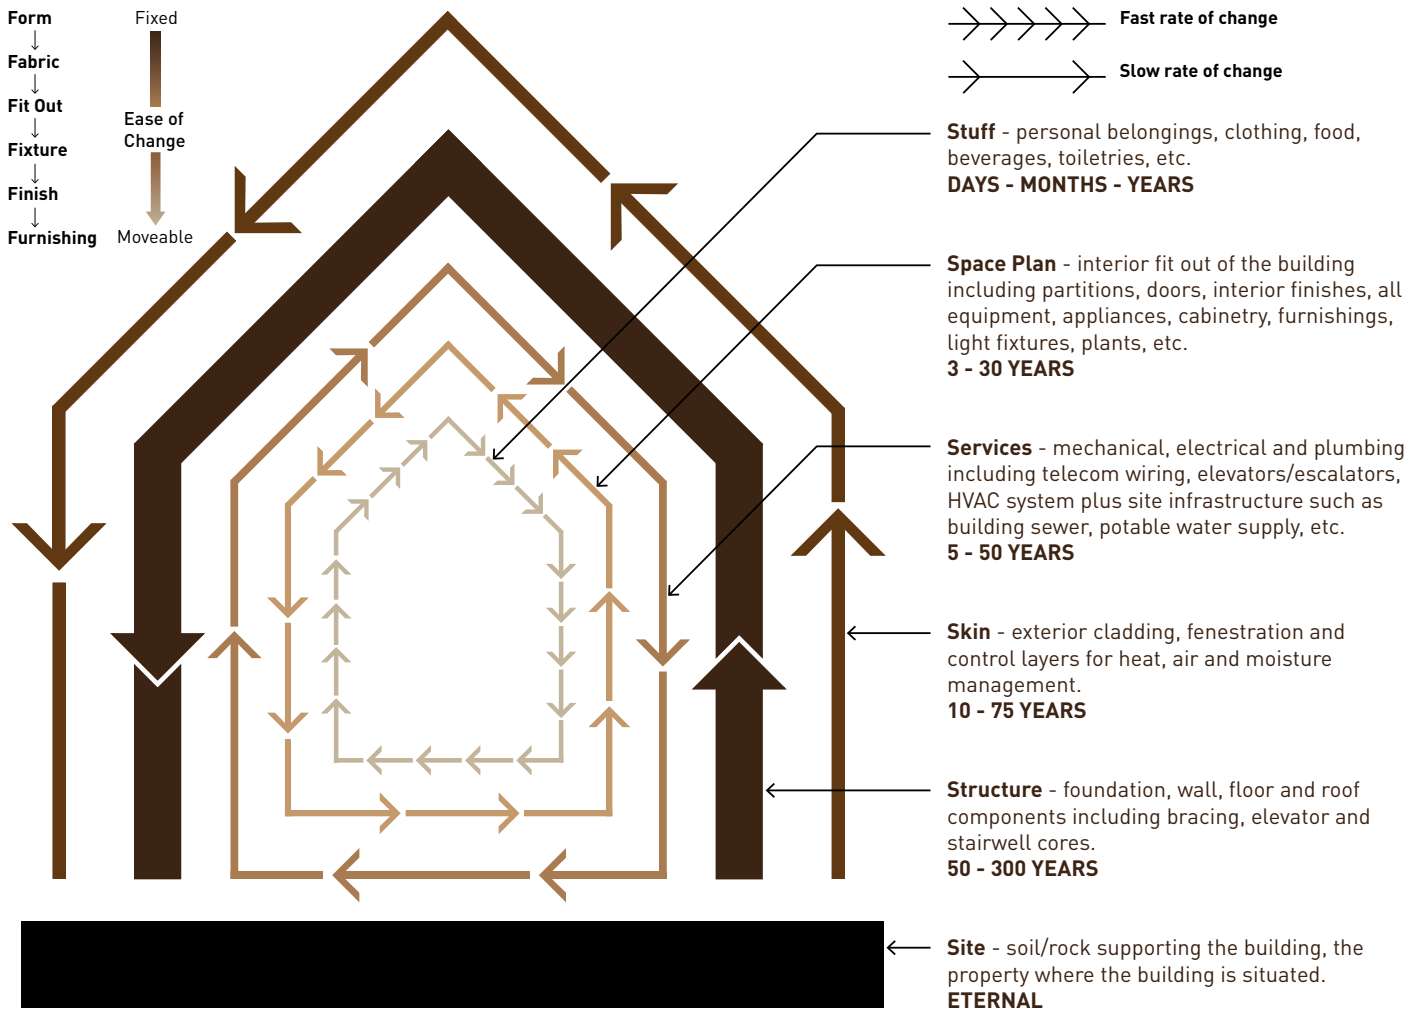 Form
Fabric
Fit Out
Fixture
Finish
Furnishing
Fixed
Ease of
Change
Moveable
Fast rate of change
Slow rate of change
Stuff - personal belongings, clothing, food,
beverages, toiletries, etc.
DAYS - MONTHS - YEARS
Space Plan - interior fit out of the building
including partitions, doors, interior finishes, all
equipment, appliances, cabinetry, furnishings,
light fixtures, plants, etc.
3 - 30 YEARS
Services - mechanical, electrical and plumbing
including telecom wiring, elevators/escalators,
HVAC system plus site infrastructure such as
building sewer, potable water supply, etc.
5 - 50 YEARS
Skin - exterior cladding, fenestration and
control layers for heat, air and moisture
management.
10 - 75 YEARS
Structure - foundation, wall, floor and roof
components including bracing, elevator and
stairwell cores.
50 - 300 YEARS
Site - soil/rock supporting the building, the
property where the building is situated.
ETERNAL